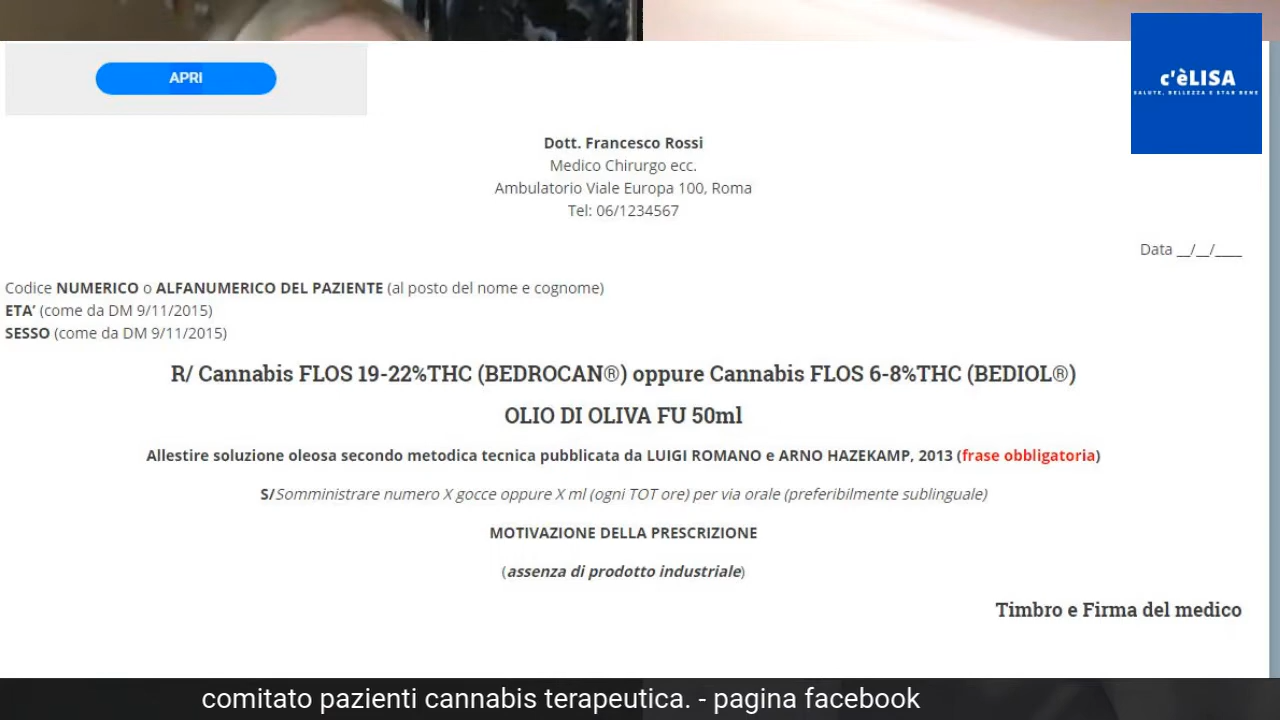 APRI
c'èLISA
SALUTE, BELLEZZA E STAR BENE
Dott. Francesco Rossi
Medico Chirurgo ecc.
Ambulatorio Viale Europa 100, Roma
Tel: 06/1234567
Data __/__/____
Codice NUMERICO o ALFANUMERICO DEL PAZIENTE (al posto del nome e cognome)
ETA’ (come da DM 9/11/2015)
SESSO (come da DM 9/11/2015)
R/ Cannabis FLOS 19-22%THC (BEDROCAN®) oppure Cannabis FLOS 6-8%THC (BEDIOL®)
OLIO DI OLIVA FU 50ml
Allestire soluzione oleosa secondo metodica tecnica pubblicata da LUIGI ROMANO e ARNO HAZEKAMP, 2013 (frase obbligatoria)
S/Somministrare numero X gocce oppure X ml (ogni TOT ore) per via orale (preferibilmente sublinguale)
MOTIVAZIONE DELLA PRESCRIZIONE
(assenza di prodotto industriale)
Timbro e Firma del medico
comitato pazienti cannabis terapeutica. - pagina facebook